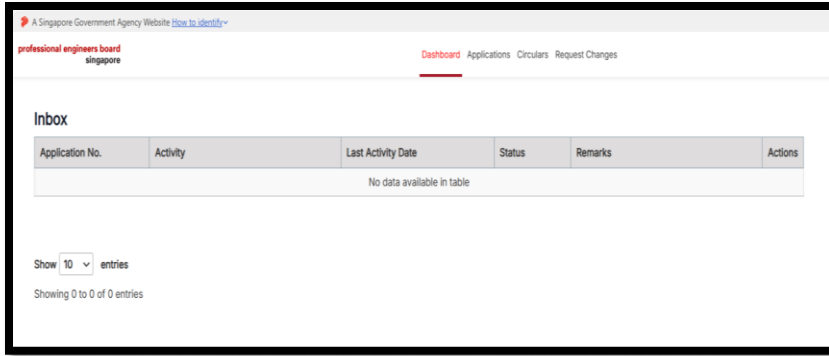 A Singapore Government Agency Website How to identify
professional engineers board
singapore
Dashboard Applications Circulars Request Changes
Inbox
Application No. Activity Last Activity Date Status Remarks Actions
No data available in table
Show 10 entries
Showing 0 to 0 of 0 entries